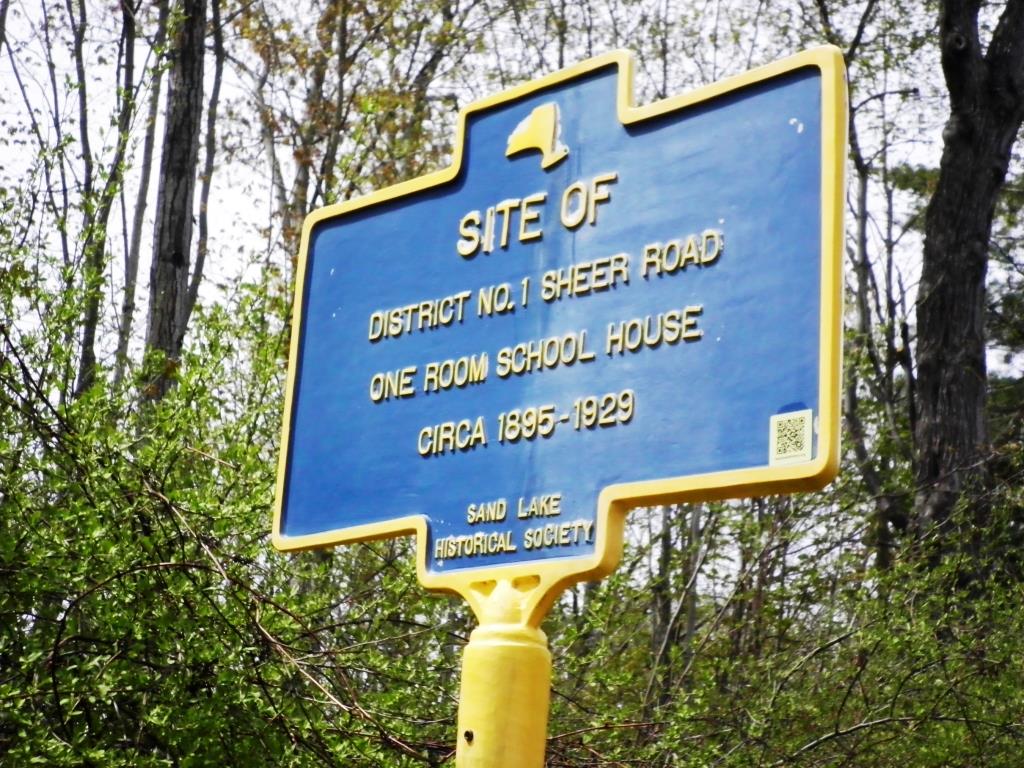 SITE OF
DISTRICT NO. 1 SHEER ROAD
ONE ROOM SCHOOL HOUSE
CIRCA 1895-1929
SAND LAKE
HISTORICAL SOCIETY